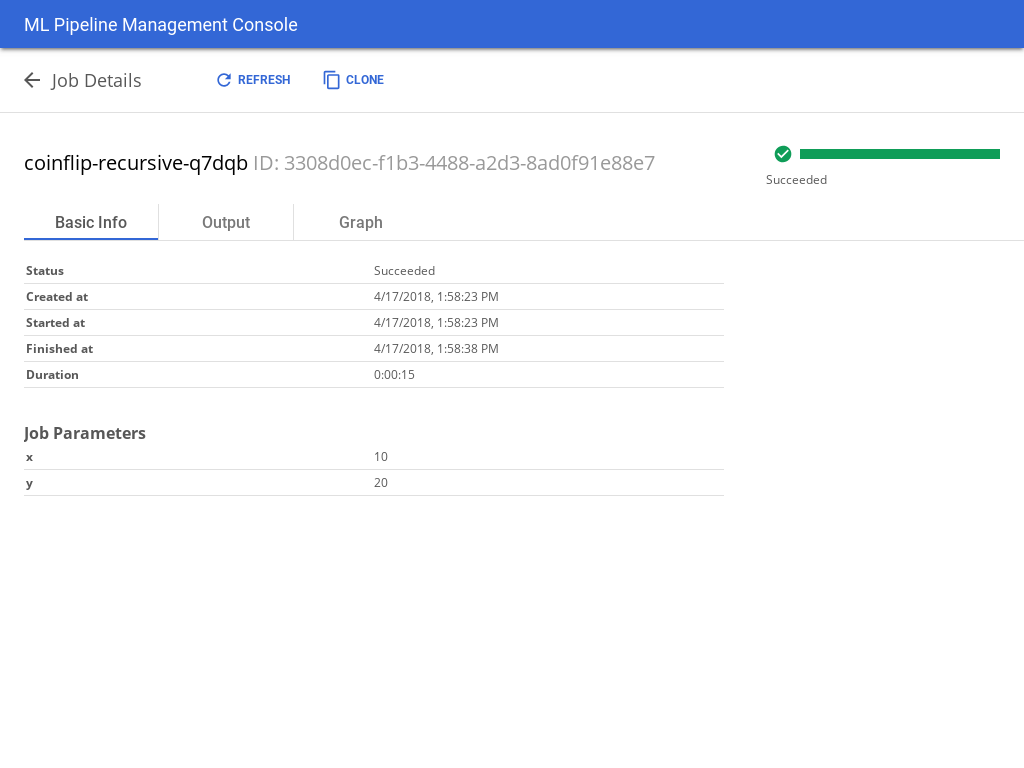 ML Pipeline Management Console
Job Details REFRESH CLONE
coinflip-recursive-q7dqb ID: 3308d0ec-f1b3-4488-a2d3-8ad0f91e88e7
Succeeded
Basic Info Output Graph
Status Succeeded
Created at 4/17/2018, 1:58:23 PM
Started at 4/17/2018, 1:58:23 PM
Finished at 4/17/2018, 1:58:38 PM
Duration 0:00:15
Job Parameters
x 10
y 20